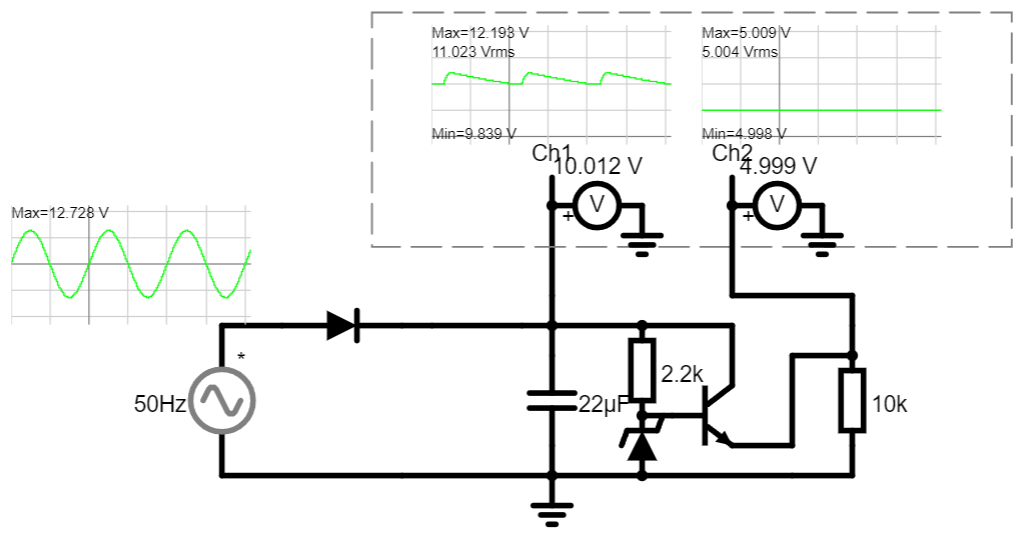 Max=12.193 V
11.023 Vrms
Min=9.839 V
Ch1
10.012 V
V
+
Max=5.009 V
5.004 Vrms
Min=4.998 V
Ch2
4.999 V
V
+
Max=12.728 V
*
50Hz
22µF
2.2k
10k